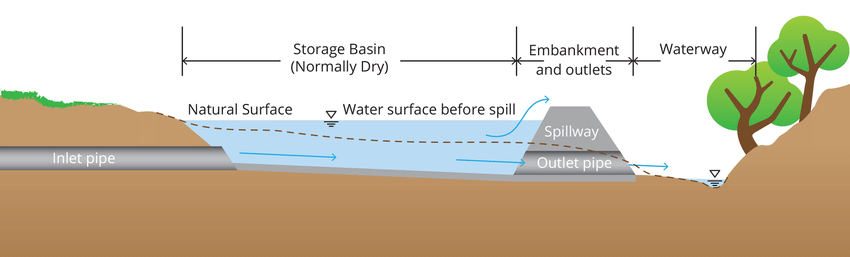 Storage Basin
(Normally Dry)
Embankment
and outlets
Waterway
Natural Surface
Water surface before spill
Spillway
Inlet pipe
Outlet pipe